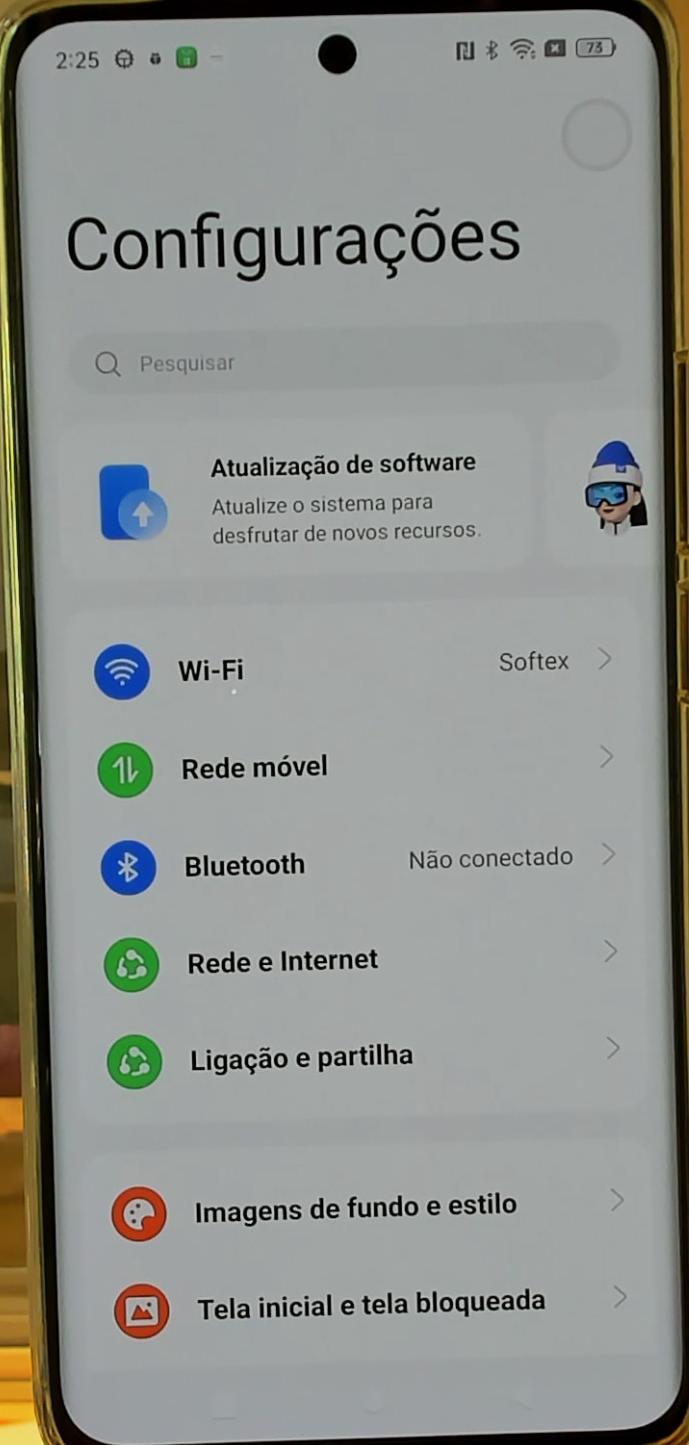 2:25
73
Configurações
Pesquisar
Atualização de software
Atualize o sistema para
desfrutar de novos recursos.
Wi-Fi Softex
Rede móvel
Bluetooth Não conectado
Rede e Internet
Ligação e partilha
Imagens de fundo e estilo
Tela inicial e tela bloqueada